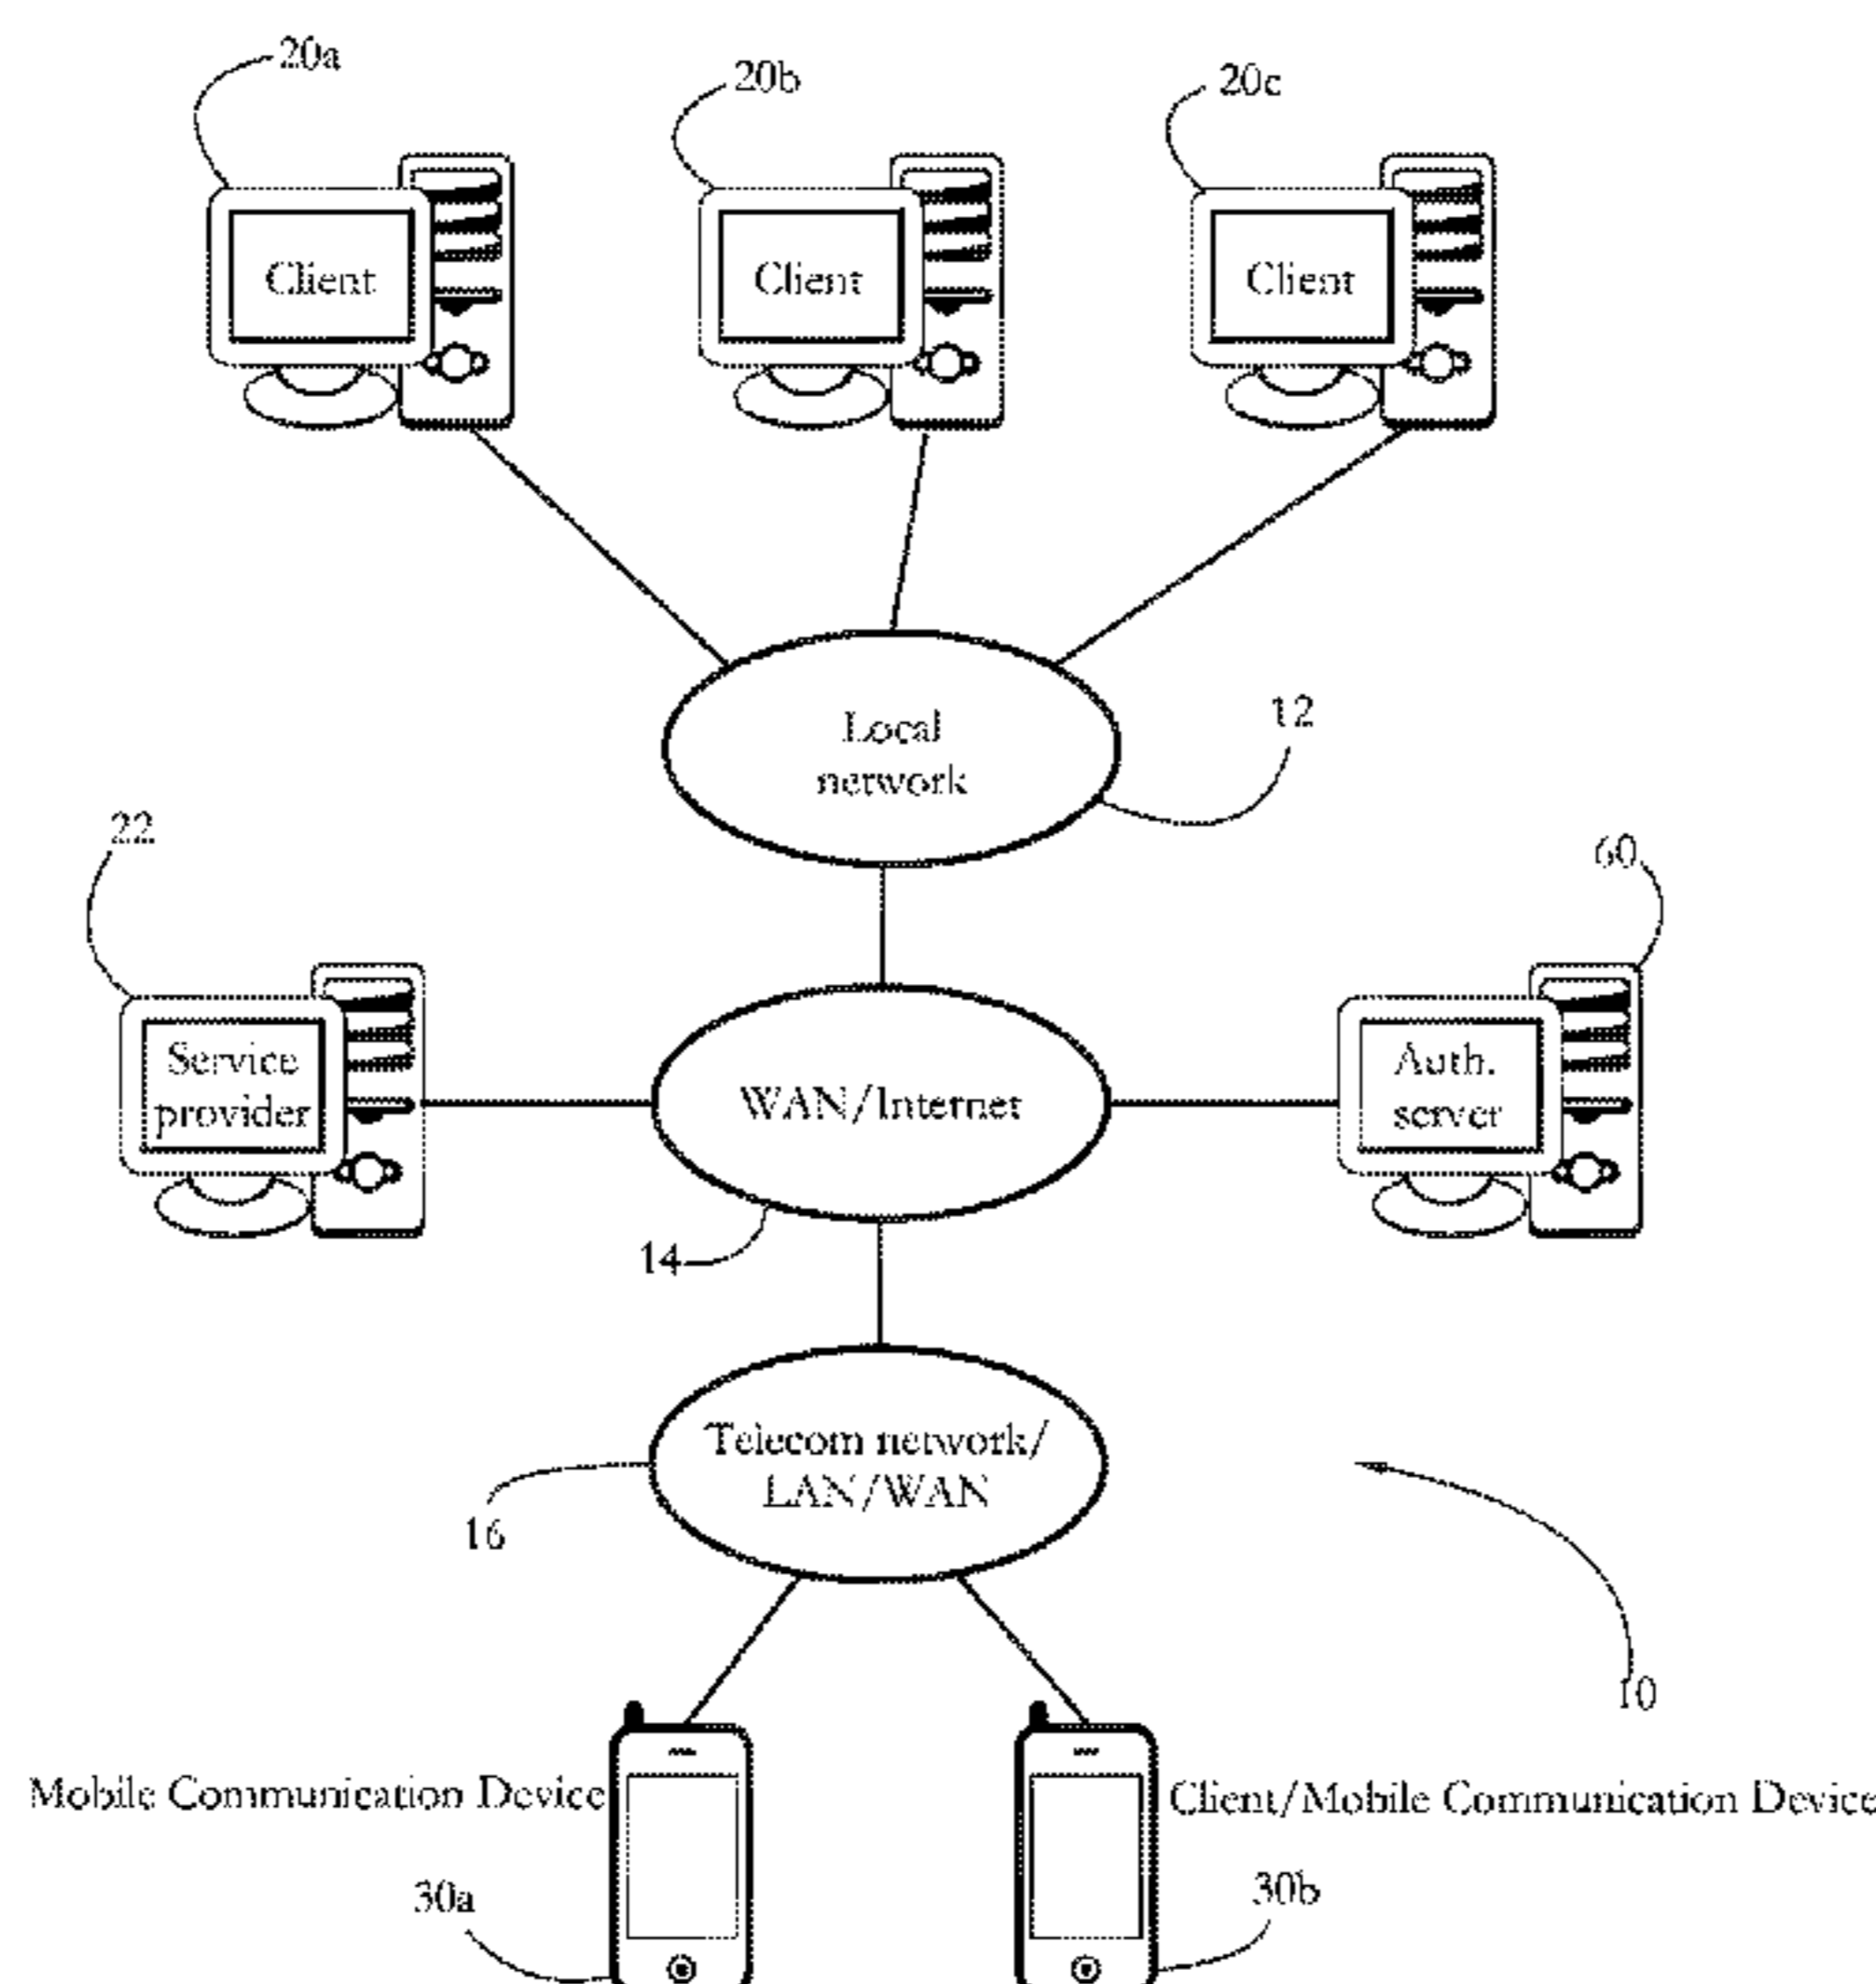 20a
20b
20c
Client
Client
Client
Local
network
12
22
60
Service
provider
WAN/Internet
Auth.
server
14
Telecom network/
LAN/WAN
16
10
Mobile Communication Device
Client/Mobile Communication Device
30a
30b